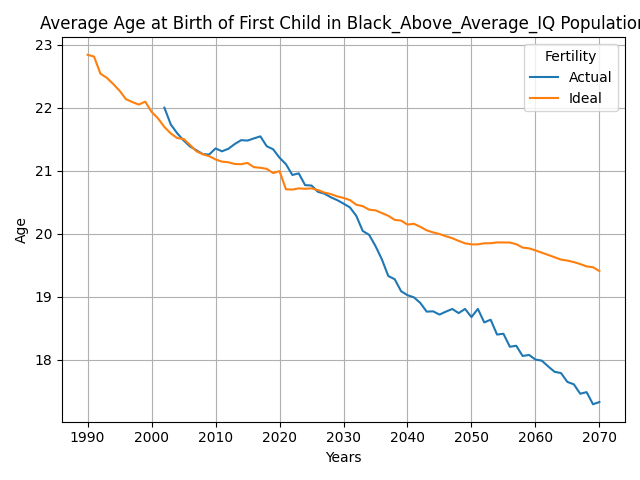 Average Age at Birth of First Child in Black_Above_Average_IQ Population
Fertility
Actual
Ideal
23
22
21
20
19
18
Age
1990 2000 2010 2020 2030 2040 2050 2060 2070
Years